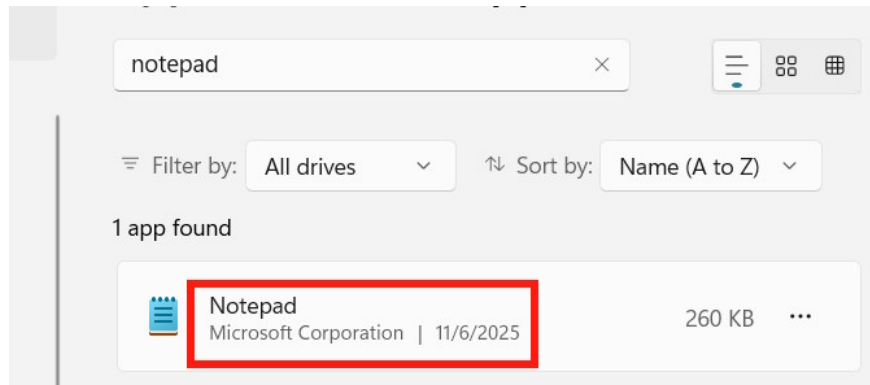 notepad
Filter by: All drives Sort by: Name (A to Z)
1 app found
Notepad 260 KB
Microsoft Corporation | 11/6/2025